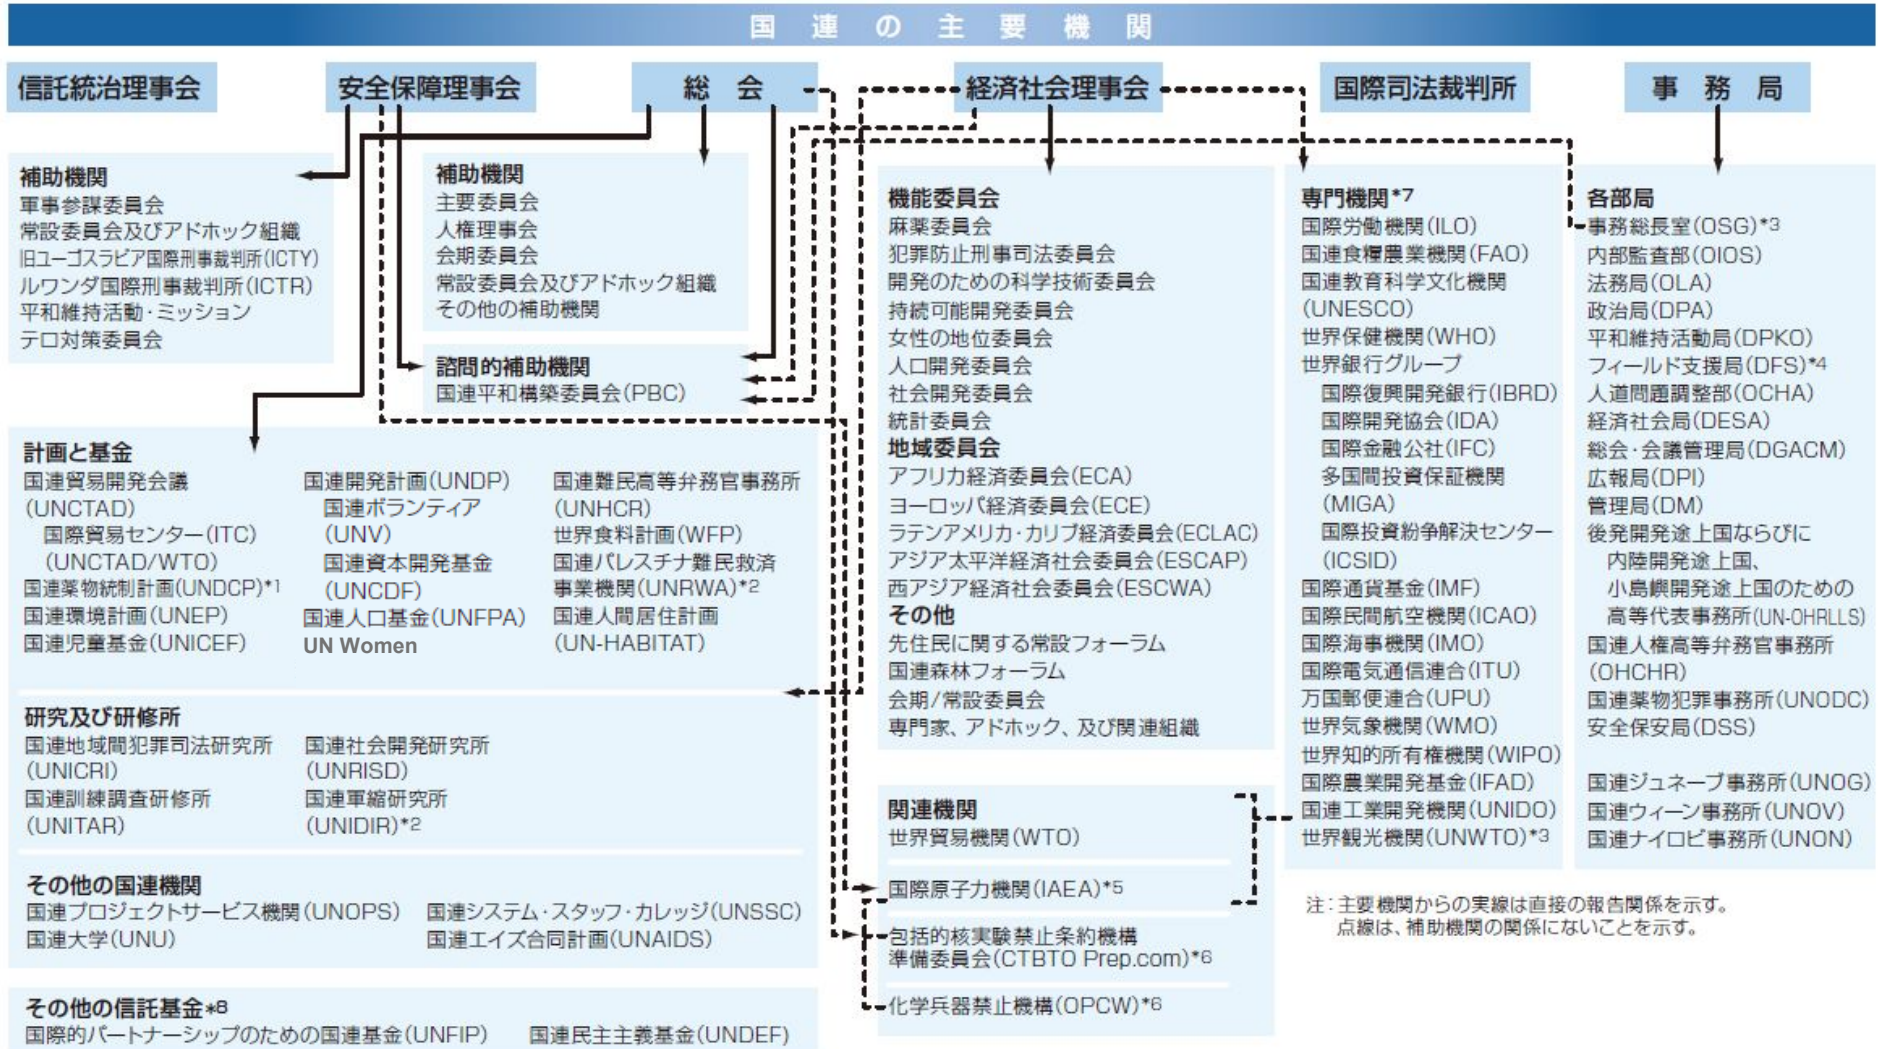 国連の主要機関
信託統治理事会
安全保障理事会
総会
経済社会理事会
国際司法裁判所
事務局
補助機関
軍事参謀委員会
常設委員会及びアドホック組織
旧ユーゴスラビア国際刑事裁判所(ICTY)
ルワンダ国際刑事裁判所(ICTR)
平和維持活動・ミッション
テロ対策委員会
補助機関
主要委員会
人権理事会
会期委員会
常設委員会及びアドホック組織
その他の補助機関
諮問的補助機関
国連平和構築委員会(PBC)
計画と基金
国連貿易開発会議
(UNCTAD)
国際貿易センター(ITC)
(UNCTAD/WTO)
国連薬物統制計画(UNDCP)*1
国連環境計画(UNEP)
国連児童基金(UNICEF)
国連開発計画(UNDP)
国連ボランティア
(UNV)
国連資本開発基金
(UNCDF)
国連人口基金(UNFPA)
UN Women
国連難民高等弁務官事務所
(UNHCR)
世界食料計画(WFP)
国連パレスチナ難民救済
事業機関(UNRWA)*2
国連人間居住計画
(UN-HABITAT)
研究及び研修所
国連地域間犯罪司法研究所
(UNICRI)
国連訓練調査研修所
(UNITAR)
国連社会開発研究所
(UNRISD)
国連軍縮研究所
(UNIDIR)*2
その他の国連機関
国連プロジェクトサービス機関(UNOPS)
国連大学(UNU)
国連システム・スタッフ・カレッジ(UNSSC)
国連エイズ合同計画(UNAIDS)
その他の信託基金*8
国際的パートナーシップのための国連基金(UNFIP)
国連民主主義基金(UNDEF)
機能委員会
麻薬委員会
犯罪防止刑事司法委員会
開発のための科学技術委員会
持続可能開発委員会
女性の地位委員会
人口開発委員会
社会開発委員会
統計委員会
地域委員会
アフリカ経済委員会(ECA)
ヨーロッパ経済委員会(ECE)
ラテンアメリカ・カリブ経済委員会(ECLAC)
アジア太平洋経済社会委員会(ESCAP)
西アジア経済社会委員会(ESCWA)
その他
先住民に関する常設フォーラム
国連森林フォーラム
会期/常設委員会
専門家、アドホック、及び関連組織
関連機関
世界貿易機関(WTO)
国際原子力機関(IAEA)*5
包括的核実験禁止条約機構
準備委員会(CTBTO Prep.com)*6
化学兵器禁止機構(OPCW)*6
専門機関*7
国際労働機関(ILO)
国連食糧農業機関(FAO)
国連教育科学文化機関
(UNESCO)
世界保健機関(WHO)
世界銀行グループ
国際復興開発銀行(IBRD)
国際開発協会(IDA)
国際金融公社(IFC)
多国間投資保証機関
(MIGA)
国際投資紛争解決センター
(ICSID)
国際通貨基金(IMF)
国際民間航空機関(ICAO)
国際海事機関(IMO)
国際電気通信連合(ITU)
万国郵便連合(UPU)
世界気象機関(WMO)
世界知的所有権機関(WIPO)
国際農業開発基金(IFAD)
国連工業開発機関(UNIDO)
世界観光機関(UNWTO)*3
各部局
事務総長室(OSG)*3
内部監査部(OIOS)
法務局(OLA)
政治局(DPA)
平和維持活動局(DPKO)
フィールド支援局(DFS)*4
人道問題調整部(OCHA)
経済社会局(DESA)
総会・会議管理局(DGACM)
広報局(DPI)
管理局(DM)
後発開発途上国ならびに
内陸開発途上国、
小島嶼開発途上国のための
高等代表事務所(UN-OHRLLS)
国連人権高等弁務官事務所
(OHCHR)
国連薬物犯罪事務所(UNODC)
安全保安局(DSS)
国連ジュネーブ事務所(UNOG)
国連ウィーン事務所(UNOV)
国連ナイロビ事務所(UNON)
注：主要機関からの実線は直接の報告関係を示す。
点線は、補助機関の関係にないことを示す。